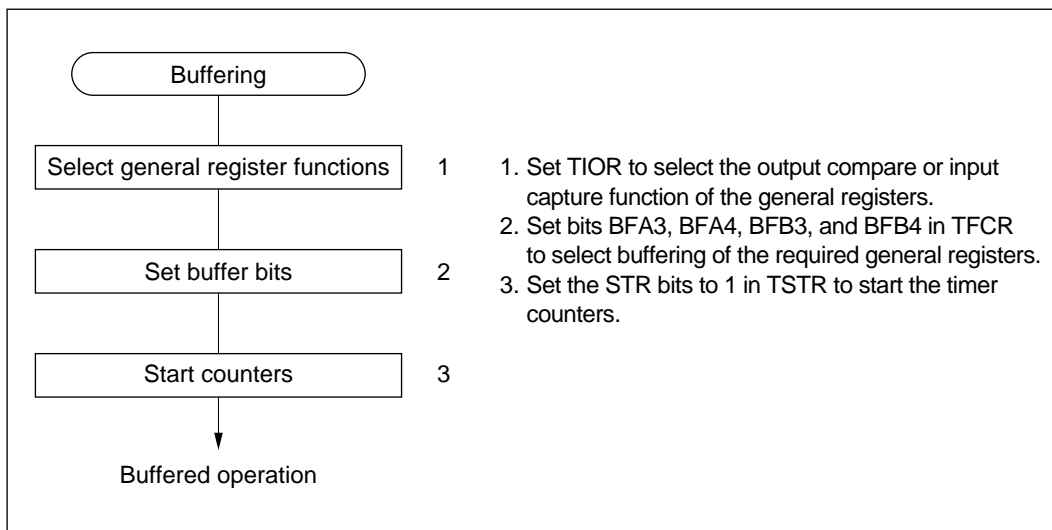 Buffering
Select general register functions 1
Set buffer bits 2
Start counters 3
Buffered operation
1. Set TIOR to select the output compare or input
capture function of the general registers.
2. Set bits BFA3, BFA4, BFB3, and BFB4 in TFCR
to select buffering of the required general registers.
3. Set the STR bits to 1 in TSTR to start the timer
counters.